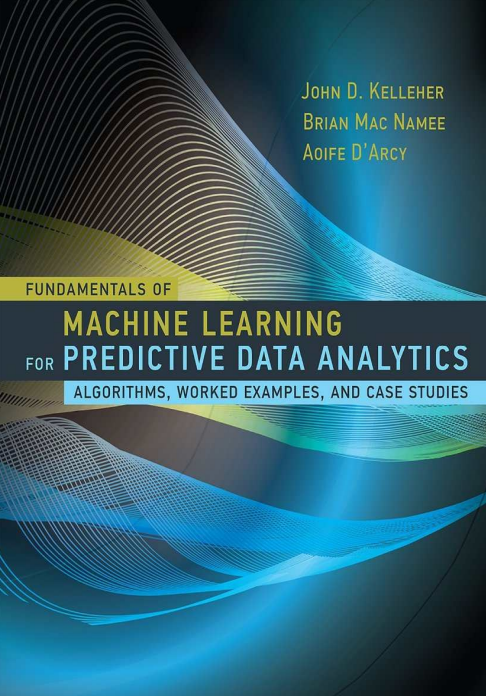 JOHN D. KELLEHER
BRIAN MAC NAMEE
AOIFE D'ARCY
FUNDAMENTALS OF
MACHINE LEARNING
FOR PREDICTIVE DATA ANALYTICS
ALGORITHMS, WORKED EXAMPLES, AND CASE STUDIES